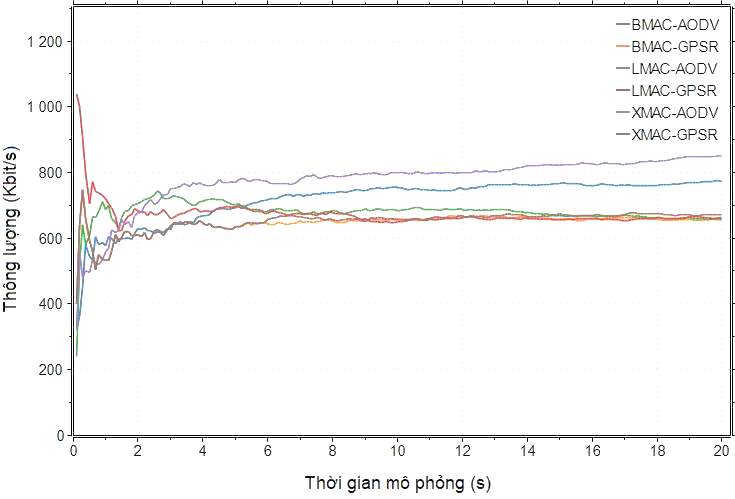 Thông lượng (Kbit/s)
1 200
1 000
800
600
400
200
0
BMAC-AODV
BMAC-GPSR
LMAC-AODV
LMAC-GPSR
XMAC-AODV
XMAC-GPSR
0 2 4 6 8 10 12 14 16 18 20
Thời gian mô phỏng (s)